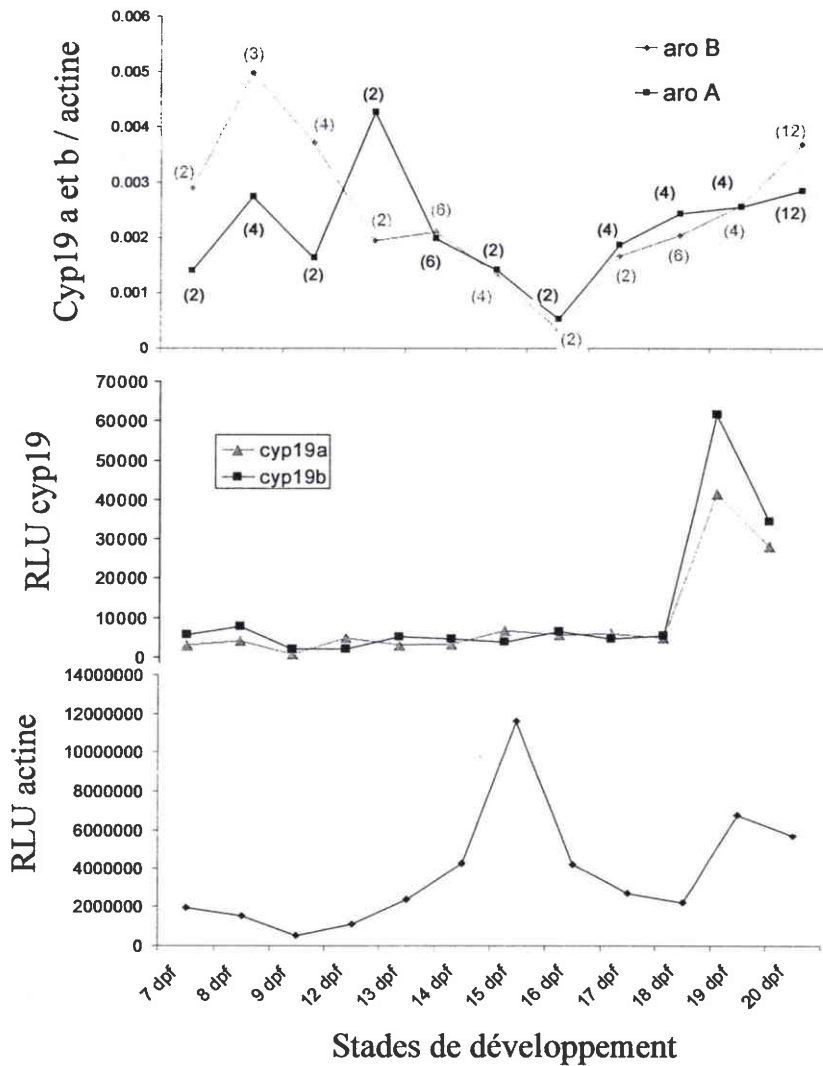 0.006
0.005
0.004
0.003
0.002
0.001
0
Cyp19 a et b / actine
aro B
aro A
(2)
(3)
(4)
(2)
(6)
(4)
(2)
(2)
(6)
(4)
(12)
(2)
(4)
(2)
(2)
(6)
(2)
(2)
(4)
(4)
(4)
(12)
70000
60000
50000
40000
30000
20000
10000
0
RLU cyp19
cyp19a
cyp19b
14000000
12000000
10000000
8000000
6000000
4000000
2000000
0
RLU actine
7 dpf
8 dpf
9 dpf
12 dpf
13 dpf
14 dpf
15 dpf
16 dpf
17 dpf
18 dpf
19 dpf
20 dpf
Stades de développement